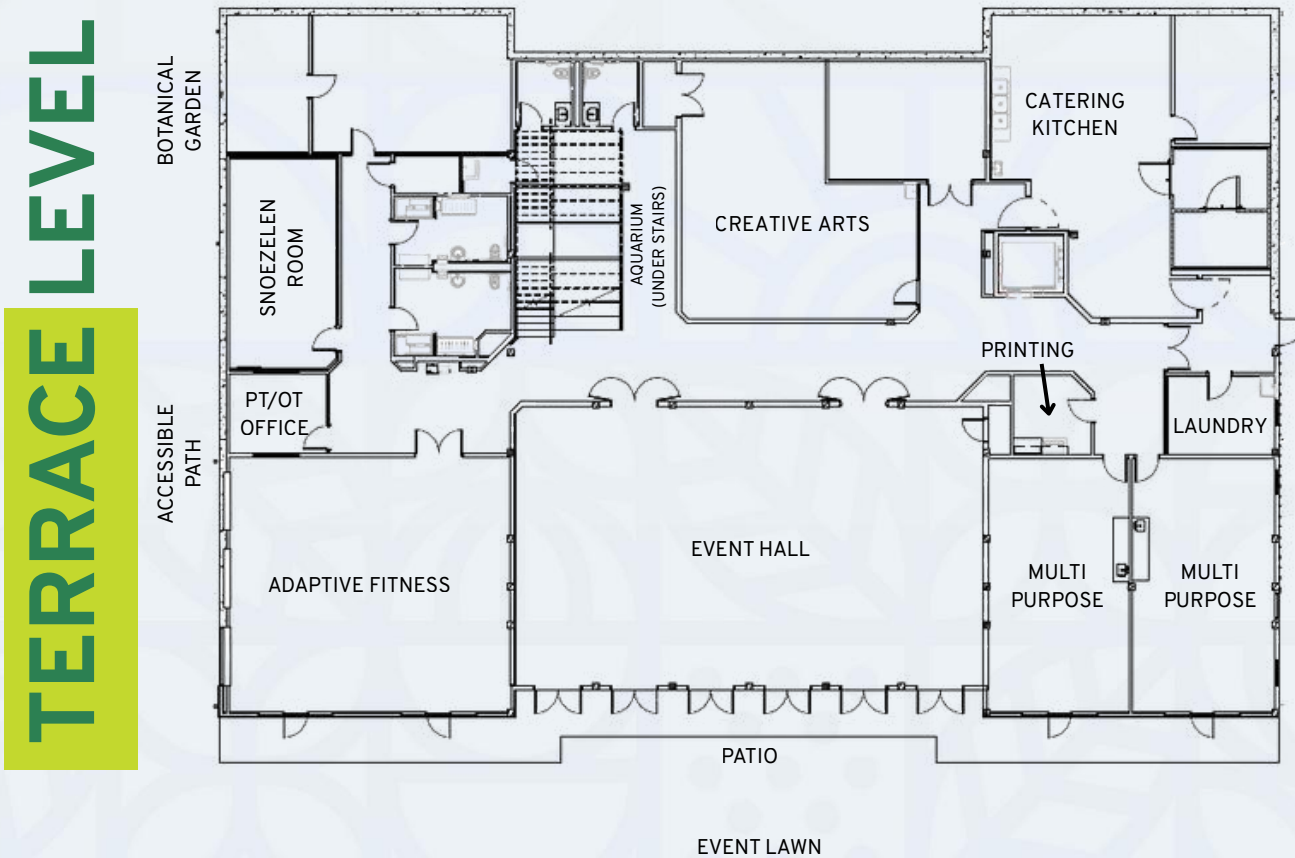 TERRACE LEVEL
BOTANICAL
GARDEN
ACCESSIBLE
PATH
SNOEZELEN
ROOM
PT/OT
OFFICE
ADAPTIVE FITNESS
AQUARIUM
(UNDER STAIRS)
CREATIVE ARTS
CATERING
KITCHEN
PRINTING
LAUNDRY
EVENT HALL
MULTI
PURPOSE
MULTI
PURPOSE
PATIO
EVENT LAWN